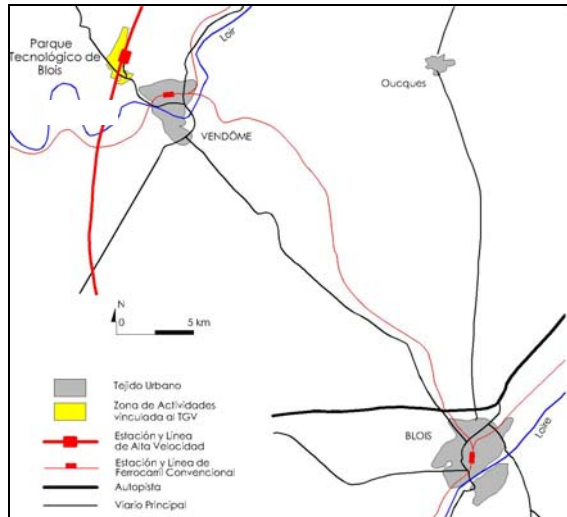 Parque
Tecnológico de
Blois
Loir
Oucques
VENDÔME
N
0 5 km
Tejido Urbano
Zona de Actividades
vinculada al TGV
Estación y Línea
de Alta Velocidad
Estación y Línea de
Ferrocarril Convencional
Autopista
Viario Principal
BLOIS
Loire